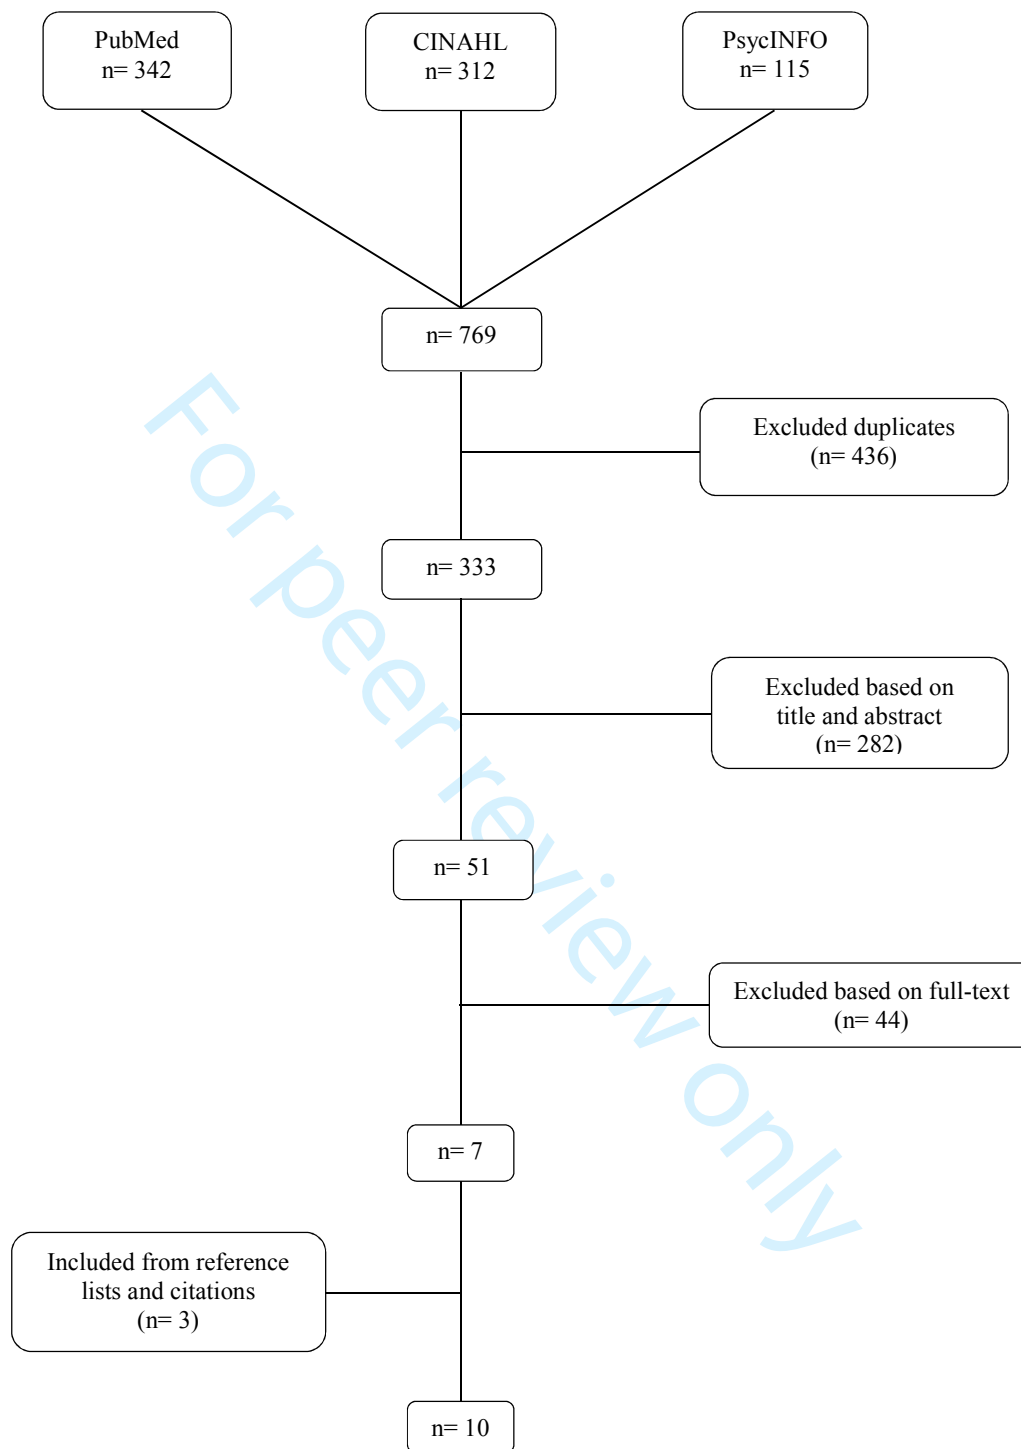 PubMed
n= 342
CINAHL
n= 312
PsycINFO
n= 115
n= 769
Excluded duplicates
(n= 436)
n= 333
Excluded based on
title and abstract
(n= 282)
n= 51
Excluded based on full-text
(n= 44)
n= 7
Included from reference
lists and citations
(n= 3)
n= 10
For peer review only